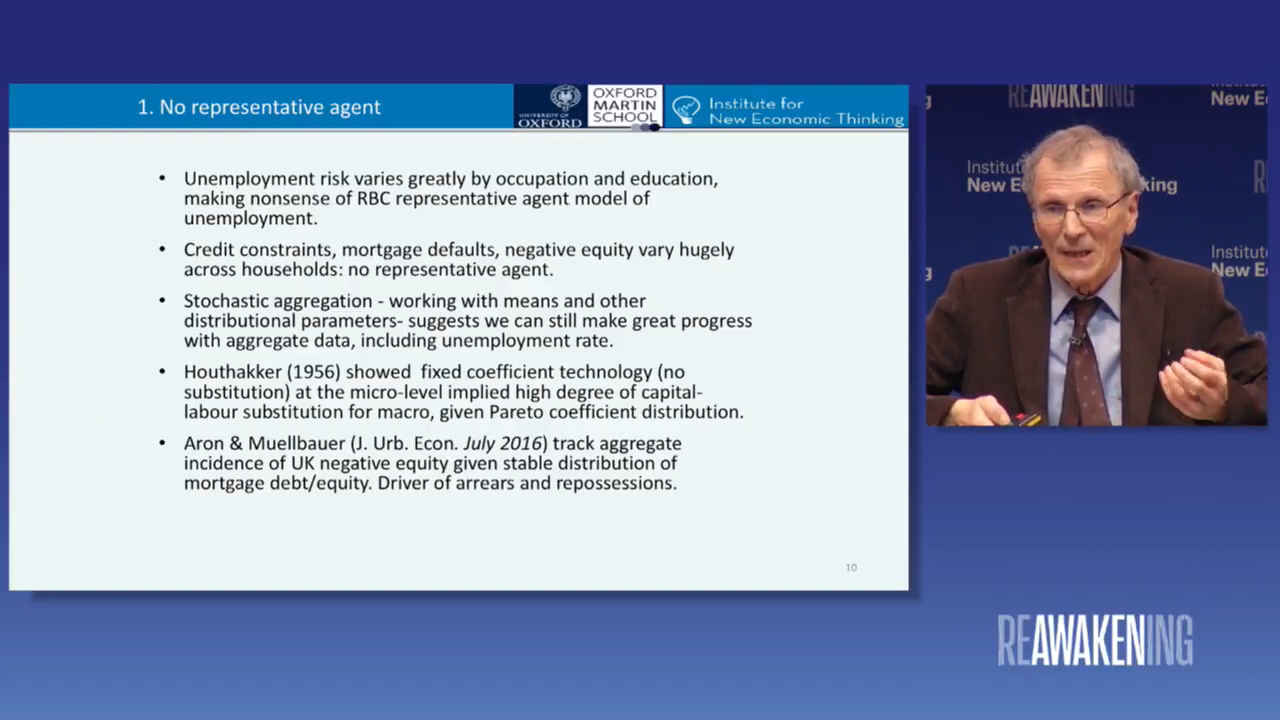 1. No representative agent
UNIVERSITY OF
OXFORD
OXFORD
MARTIN
SCHOOL
Institute for
New Economic Thinking
• Unemployment risk varies greatly by occupation and education,
making nonsense of RBC representative agent model of
unemployment.
• Credit constraints, mortgage defaults, negative equity vary hugely
across households: no representative agent.
• Stochastic aggregation - working with means and other
distributional parameters- suggests we can still make great progress
with aggregate data, including unemployment rate.
• Houthakker (1956) showed fixed coefficient technology (no
substitution) at the micro-level implied high degree of capital-
labour substitution for macro, given Pareto coefficient distribution.
• Aron & Muellbauer (J. Urb. Econ. July 2016) track aggregate
incidence of UK negative equity given stable distribution of
mortgage debt/equity. Driver of arrears and repossessions.
10
REAWAKENING
New E
Institut
New E king
Institut
New E
REAWAKENING